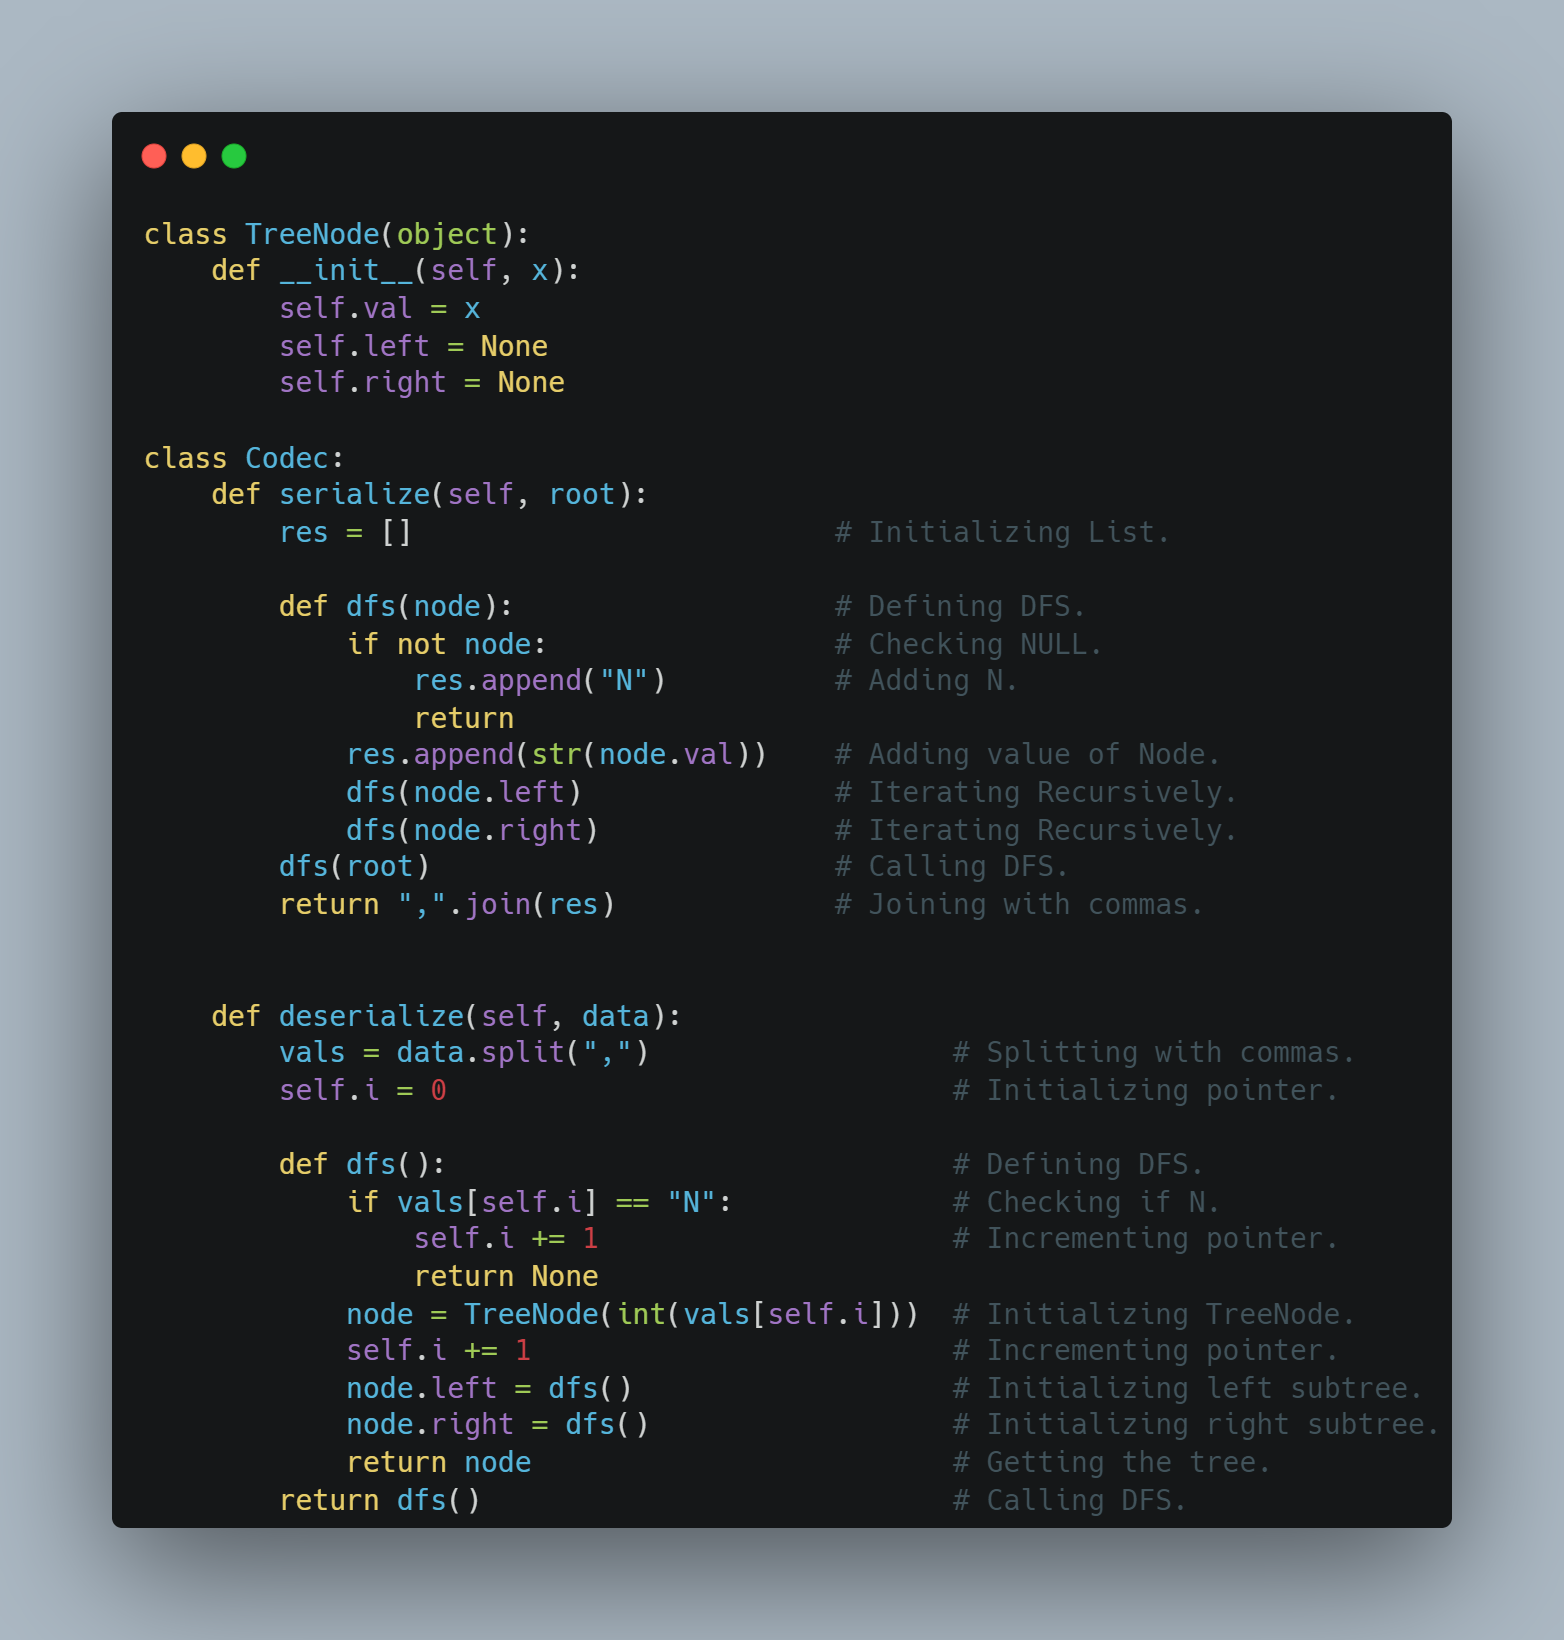 class TreeNode(object):
    def __init__(self, x):
        self.val = x
        self.left = None
        self.right = None

class Codec:
    def serialize(self, root):
        res = []                         # Initializing List.

        def dfs(node):                   # Defining DFS.
            if not node:                 # Checking NULL.
                res.append("N")          # Adding N.
                return
            res.append(str(node.val))    # Adding value of Node.
            dfs(node.left)               # Iterating Recursively.
            dfs(node.right)              # Iterating Recursively.
        dfs(root)                        # Calling DFS.
        return ",".join(res)             # Joining with commas.


    def deserialize(self, data):
        vals = data.split(",")                  # Splitting with commas.
        self.i = 0                              # Initializing pointer.

        def dfs():                              # Defining DFS.
            if vals[self.i] == "N":             # Checking if N.
                self.i += 1                     # Incrementing pointer.
                return None
            node = TreeNode(int(vals[self.i]))  # Initializing TreeNode.
            self.i += 1                         # Incrementing pointer.
            node.left = dfs()                   # Initializing left subtree.
            node.right = dfs()                  # Initializing right subtree.
            return node                         # Getting the tree.
        return dfs()                            # Calling DFS.